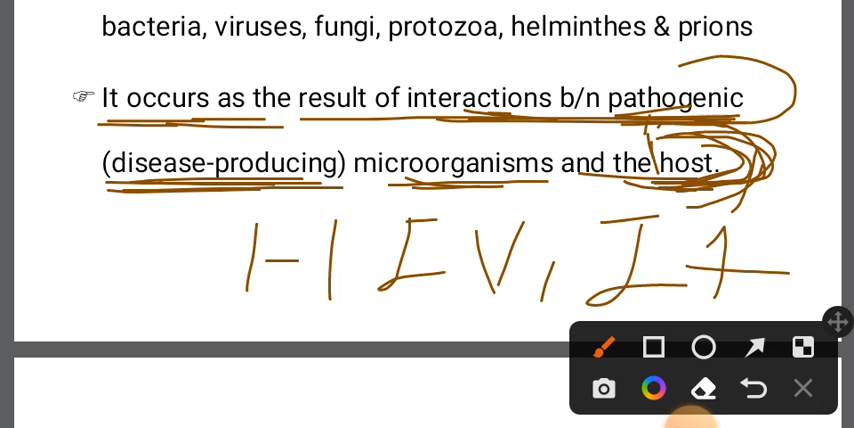 bacteria, viruses, fungi, protozoa, helminthes & prions
☞ It occurs as the result of interactions b/n pathogenic
(disease-producing) microorganisms and the host.
HIV,